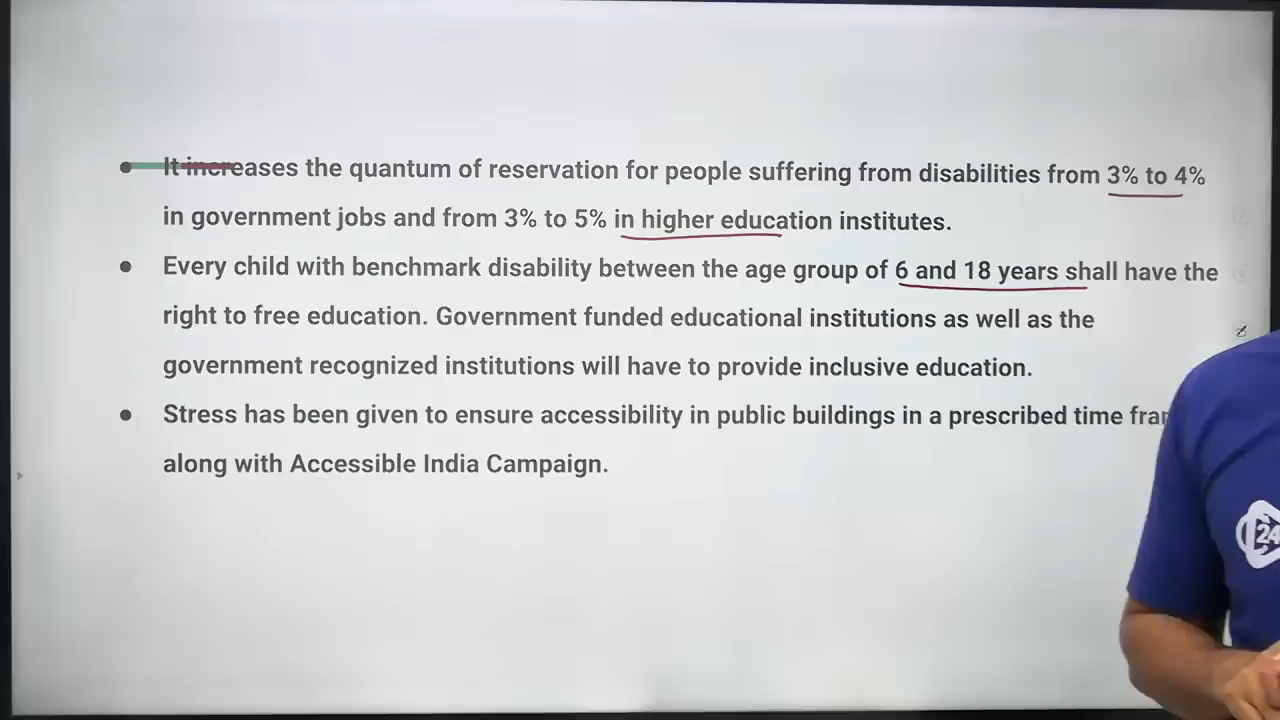 It increases the quantum of reservation for people suffering from disabilities from 3% to 4%
in government jobs and from 3% to 5% in higher education institutes.
Every child with benchmark disability between the age group of 6 and 18 years shall have the
right to free education. Government funded educational institutions as well as the
government recognized institutions will have to provide inclusive education.
Stress has been given to ensure accessibility in public buildings in a prescribed time
along with Accessible India Campaign.
24